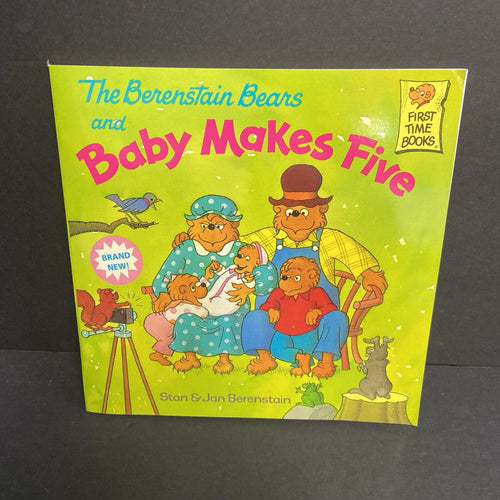 The Berenstain Bears
and
Baby Makes Five
FIRST
TIME
BOOKS®
BRAND
NEW!
Stan & Jan Berenstain